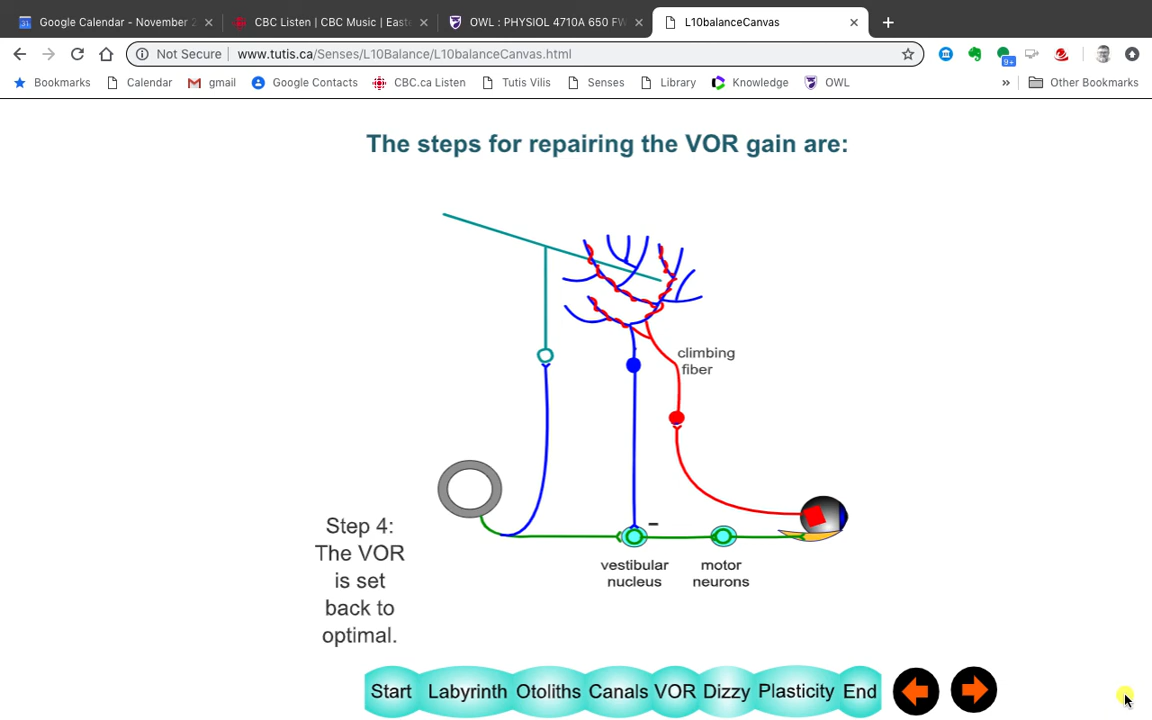 Google Calendar - November 2
CBC Listen | CBC Music | Easte
OWL : PHYSIOL 4710A 650 FW
L10balanceCanvas
Not Secure
www.tutis.ca/Senses/L10Balance/L10balanceCanvas.html
9+
Bookmarks
Calendar
gmail
Google Contacts
CBC.ca Listen
Tutis Vilis
Senses
Library
Knowledge
OWL
»
Other Bookmarks
The steps for repairing the VOR gain are:
climbing
fiber
Step 4:
The VOR
is set
back to
optimal.
vestibular
nucleus
motor
neurons
Start
Labyrinth
Otoliths
Canals
VOR
Dizzy
Plasticity
End